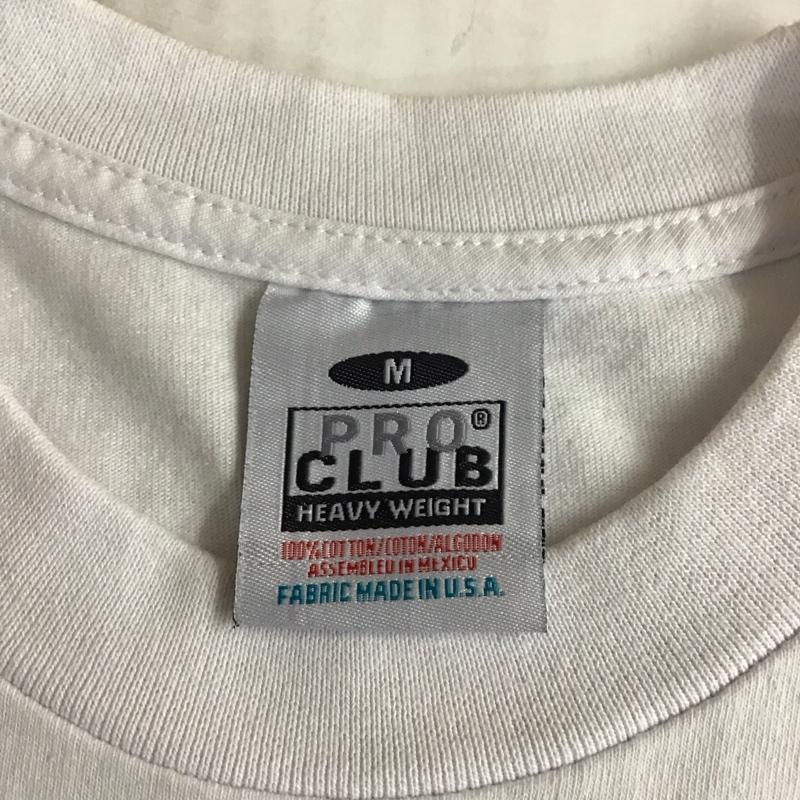 M
PRO®
CLUB
HEAVY WEIGHT
100%COTTON/COTON/ALGODON
ASSEMBLED IN MEXICO
FABRIC MADE IN U.S.A.